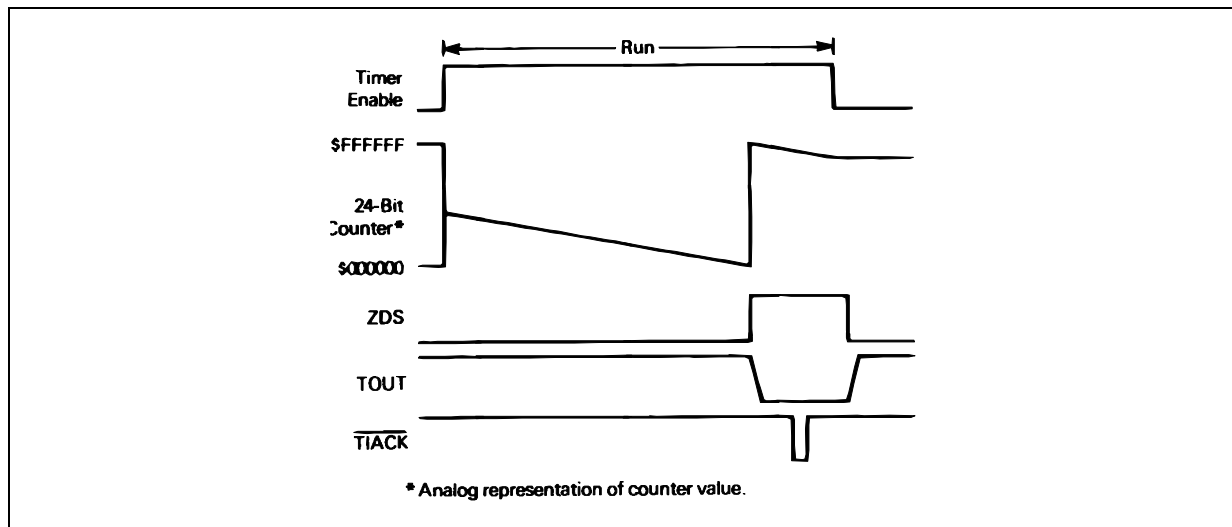 Run
Timer
Enable
$FFFFFF
24-Bit
Counter*
$000000
ZDS
TOUT
TIACK
* Analog representation of counter value.